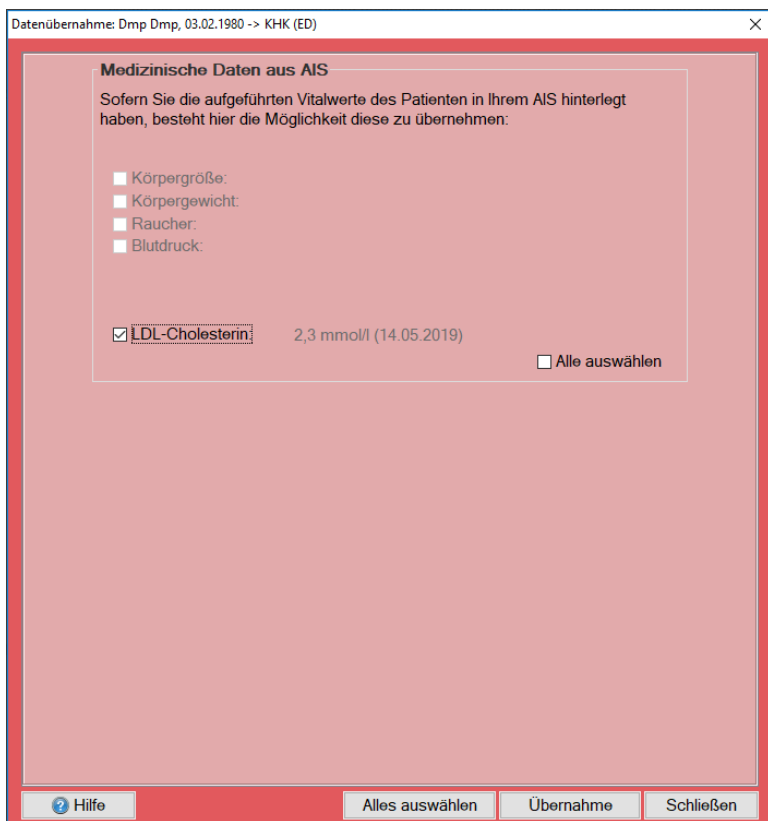 Datenübernahme: Dmp Dmp, 03.02.1980 -> KHK (ED)
Medizinische Daten aus AIS
Sofern Sie die aufgeführten Vitalwerte des Patienten in Ihrem AIS hinterlegt
haben, besteht hier die Möglichkeit diese zu übernehmen:
Körpergröße:
Körpergewicht:
Raucher:
Blutdruck:
LDL-Cholesterin: 2,3 mmol/l (14.05.2019)
Alle auswählen
Hilfe Alles auswählen Übernahme Schließen